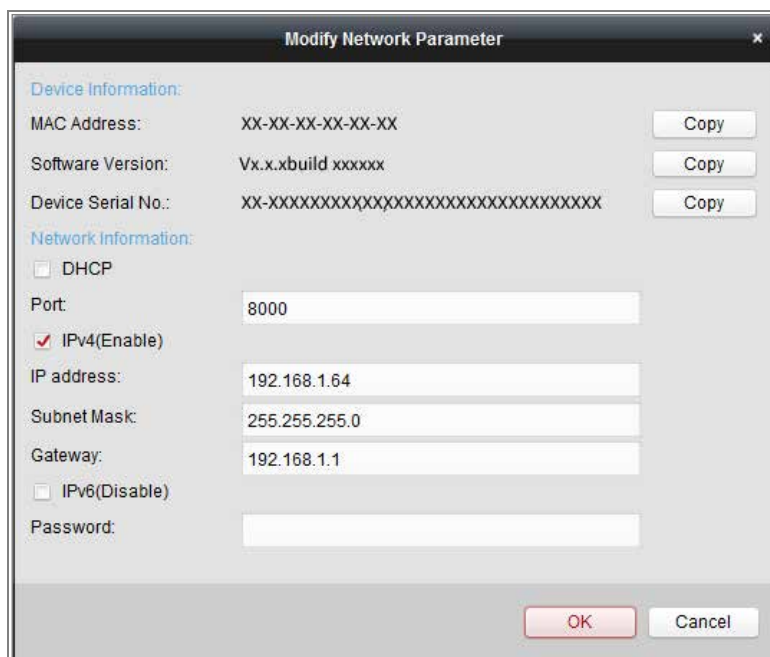 Modify Network Parameter ×
Device Information:
MAC Address: XX-XX-XX-XX-XX-XX Copy
Software Version: Vx.x.xbuild xxxxxx Copy
Device Serial No.: XX-XXXXXXXXXXXXXXXXXXXXXXXXXXXXXXXXX Copy
Network Information:
DHCP
Port: 8000
IPv4(Enable)
IP address: 192.168.1.64
Subnet Mask: 255.255.255.0
Gateway: 192.168.1.1
IPv6(Disable)
Password:
OK Cancel